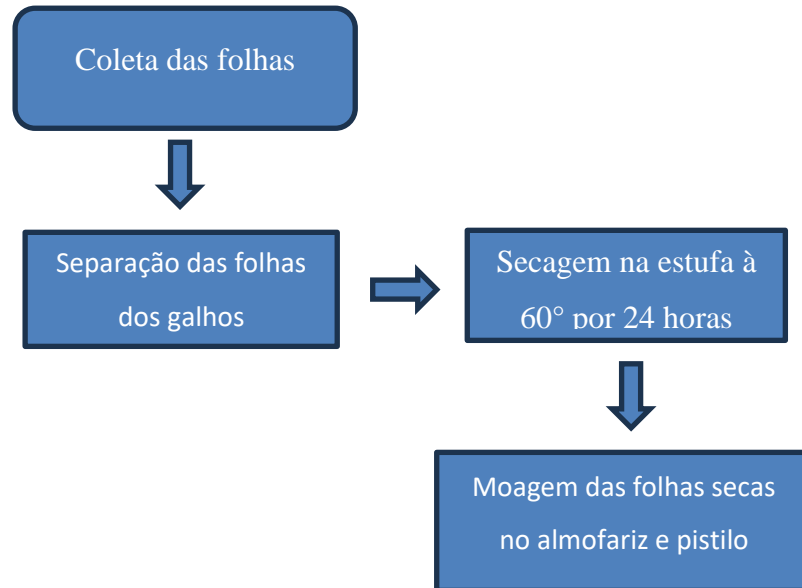 Coleta das folhas
Separação das folhas
dos galhos
Secagem na estufa à
60° por 24 horas
Moagem das folhas secas
no almofariz e pistilo